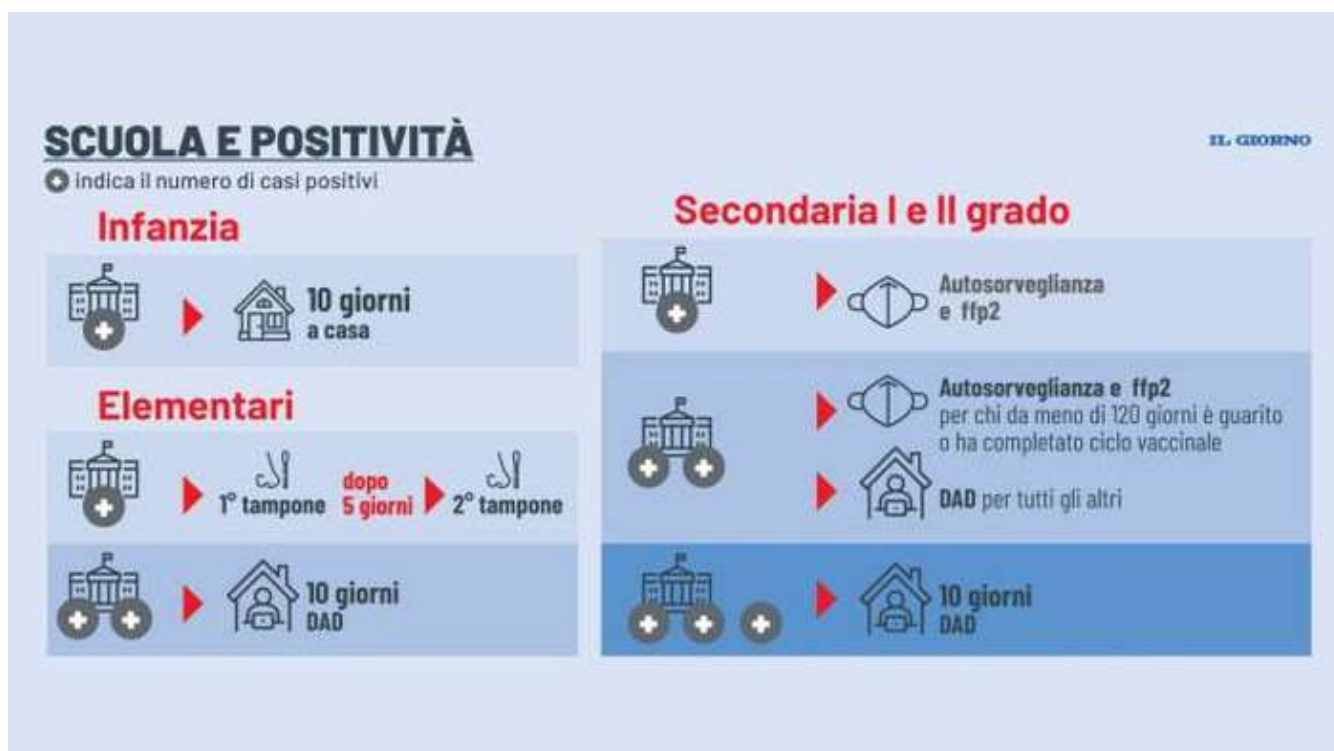 SCUOLA E POSITIVITÀ
indica il numero di casi positivi
IL GIORNO
Infanzia
10 giorni
a casa
Elementari
1° tampone
dopo
5 giorni
2° tampone
10 giorni
DAD
Secondaria I e II grado
Autosorveglianza
e ffp2
Autosorveglianza e ffp2
per chi da meno di 120 giorni è guarito
o ha completato ciclo vaccinale
DAD per tutti gli altri
10 giorni
DAD